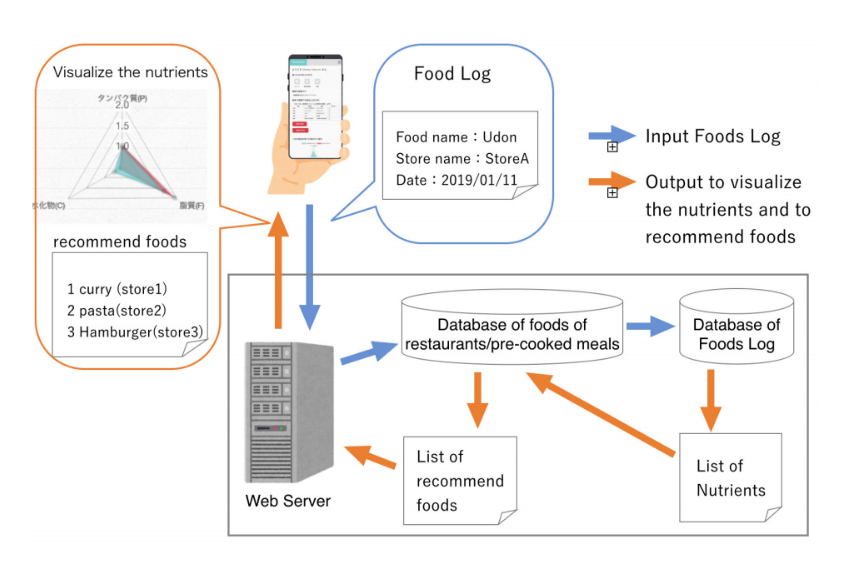 Visualize the nutrients
タンパク質(P)
2.0
1.5
1.0
水化物(C)
脂質(F)
recommend foods
1 curry (store1)
2 pasta(store2)
3 Hamburger(store3)
Food Log
Food name：Udon
Store name：StoreA
Date：2019/01/11
Input Foods Log
Output to visualize
the nutrients and to
recommend foods
Database of foods of
restaurants/pre-cooked meals
Database of
Foods Log
List of
recommend
foods
List of
Nutrients
Web Server